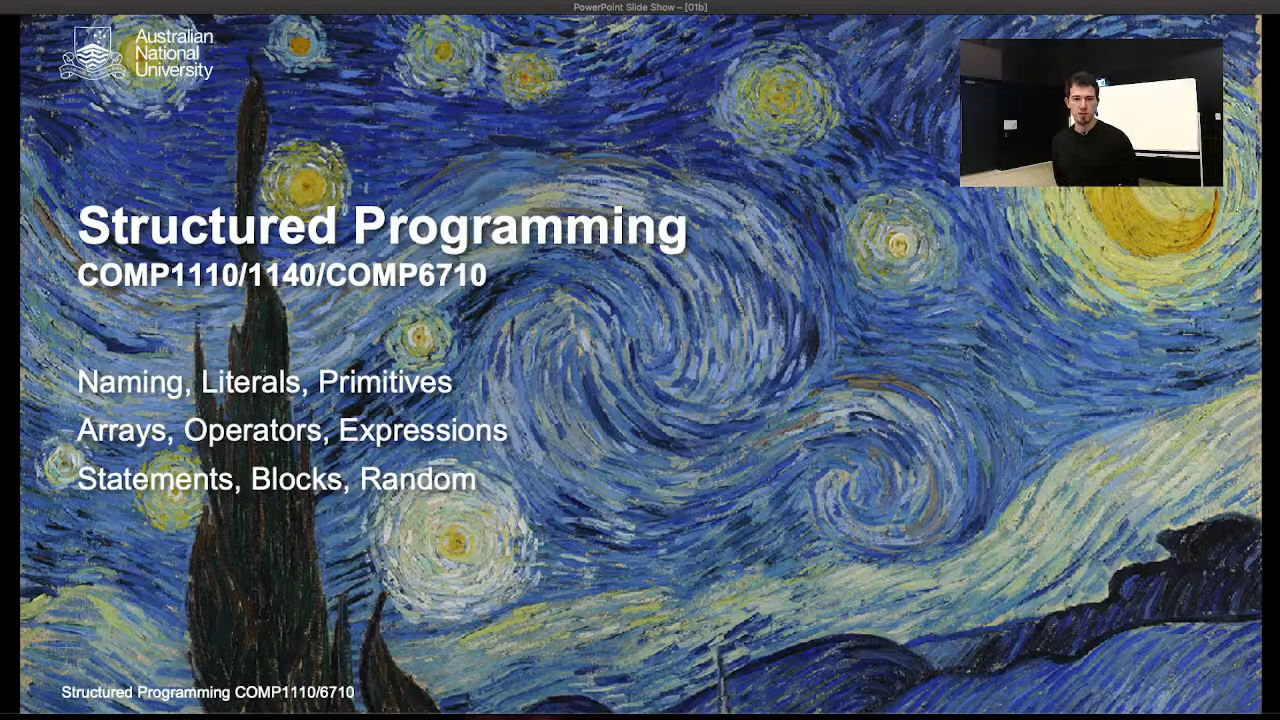 PowerPoint Slide Show – [01b]
Australian
National
University
Structured Programming
COMP1110/1140/COMP6710
Naming, Literals, Primitives
Arrays, Operators, Expressions
Statements, Blocks, Random
Structured Programming COMP1110/6710